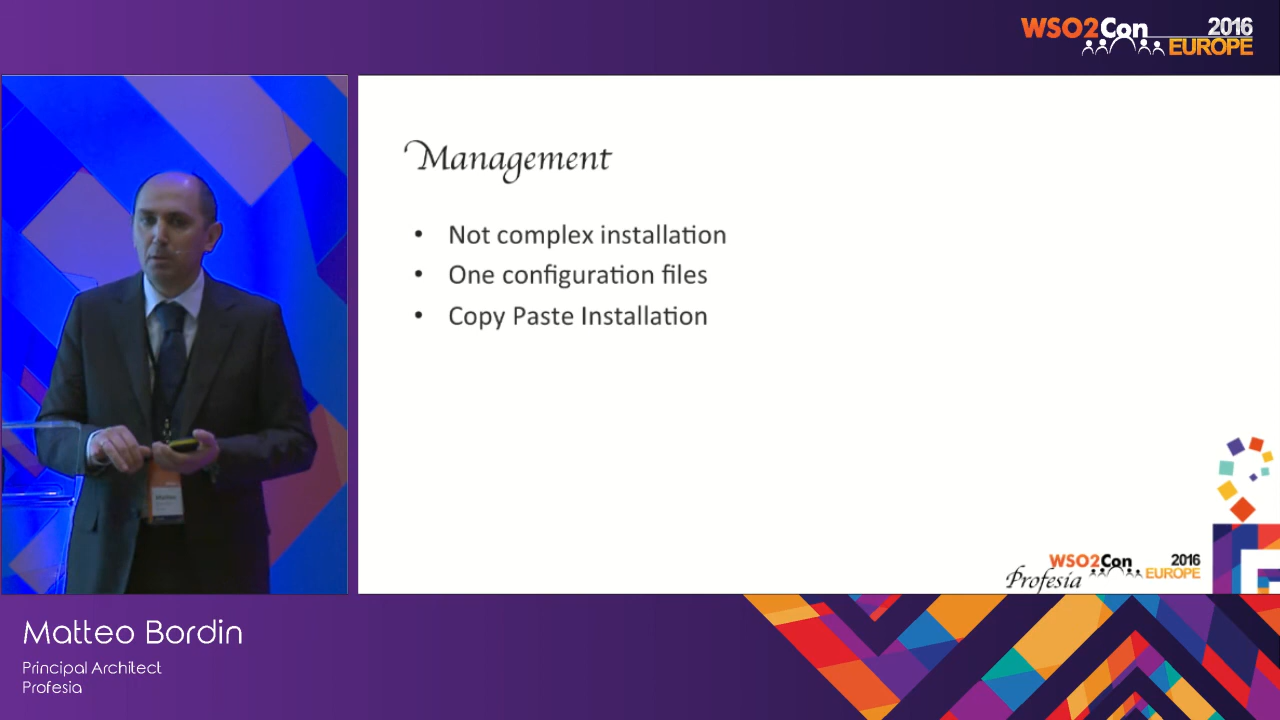 WSO2Con 2016
EUROPE
Management
• Not complex installation
• One configuration files
• Copy Paste Installation
WSO2Con 2016
EUROPE
Profesia
Matteo Bordin
Principal Architect
Profesia